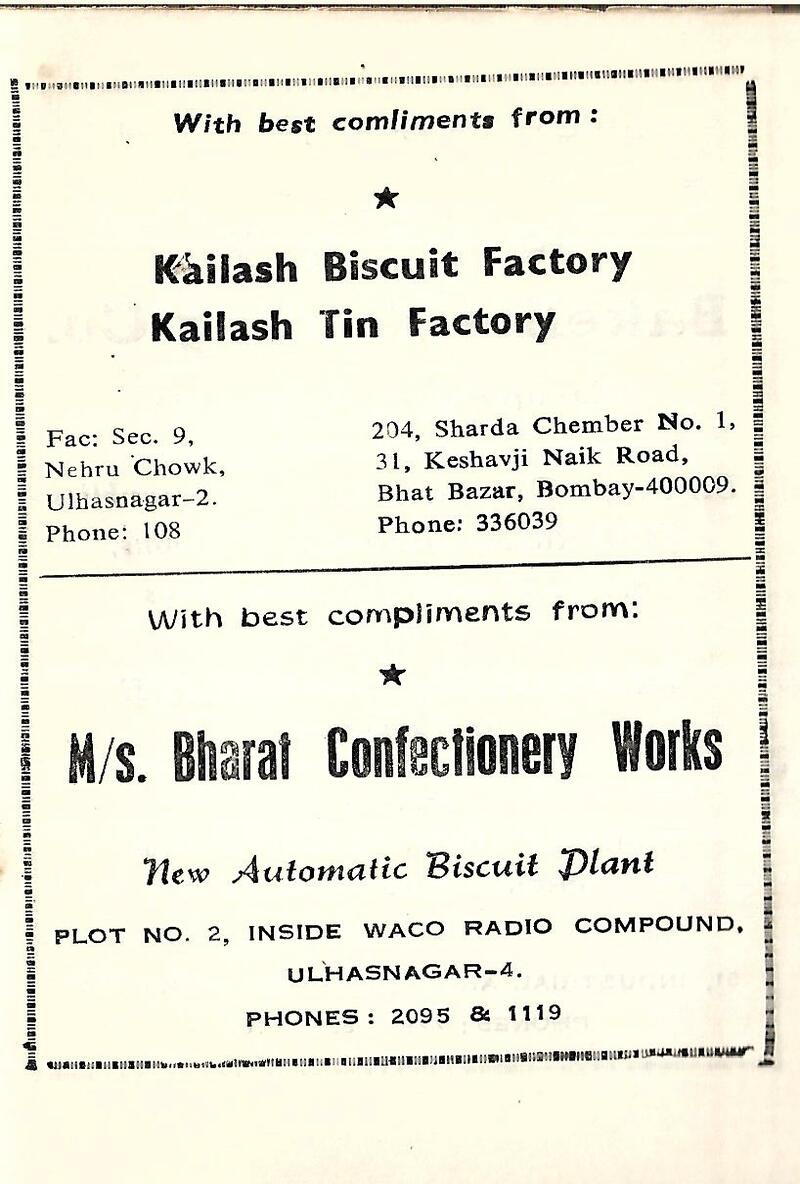 With best comliments from :
★
Kailash Biscuit Factory
Kailash Tin Factory
Fac: Sec. 9,
Nehru Chowk,
Ulhasnagar-2.
Phone: 108
204, Sharda Chember No. 1,
31, Keshavji Naik Road,
Bhat Bazar, Bombay-400009.
Phone: 336039
With best compliments from:
★
M/s. Bharat Confectionery Works
New Automatic Biscuit Plant
PLOT NO. 2, INSIDE WACO RADIO COMPOUND,
ULHASNAGAR-4.
PHONES : 2095 & 1119